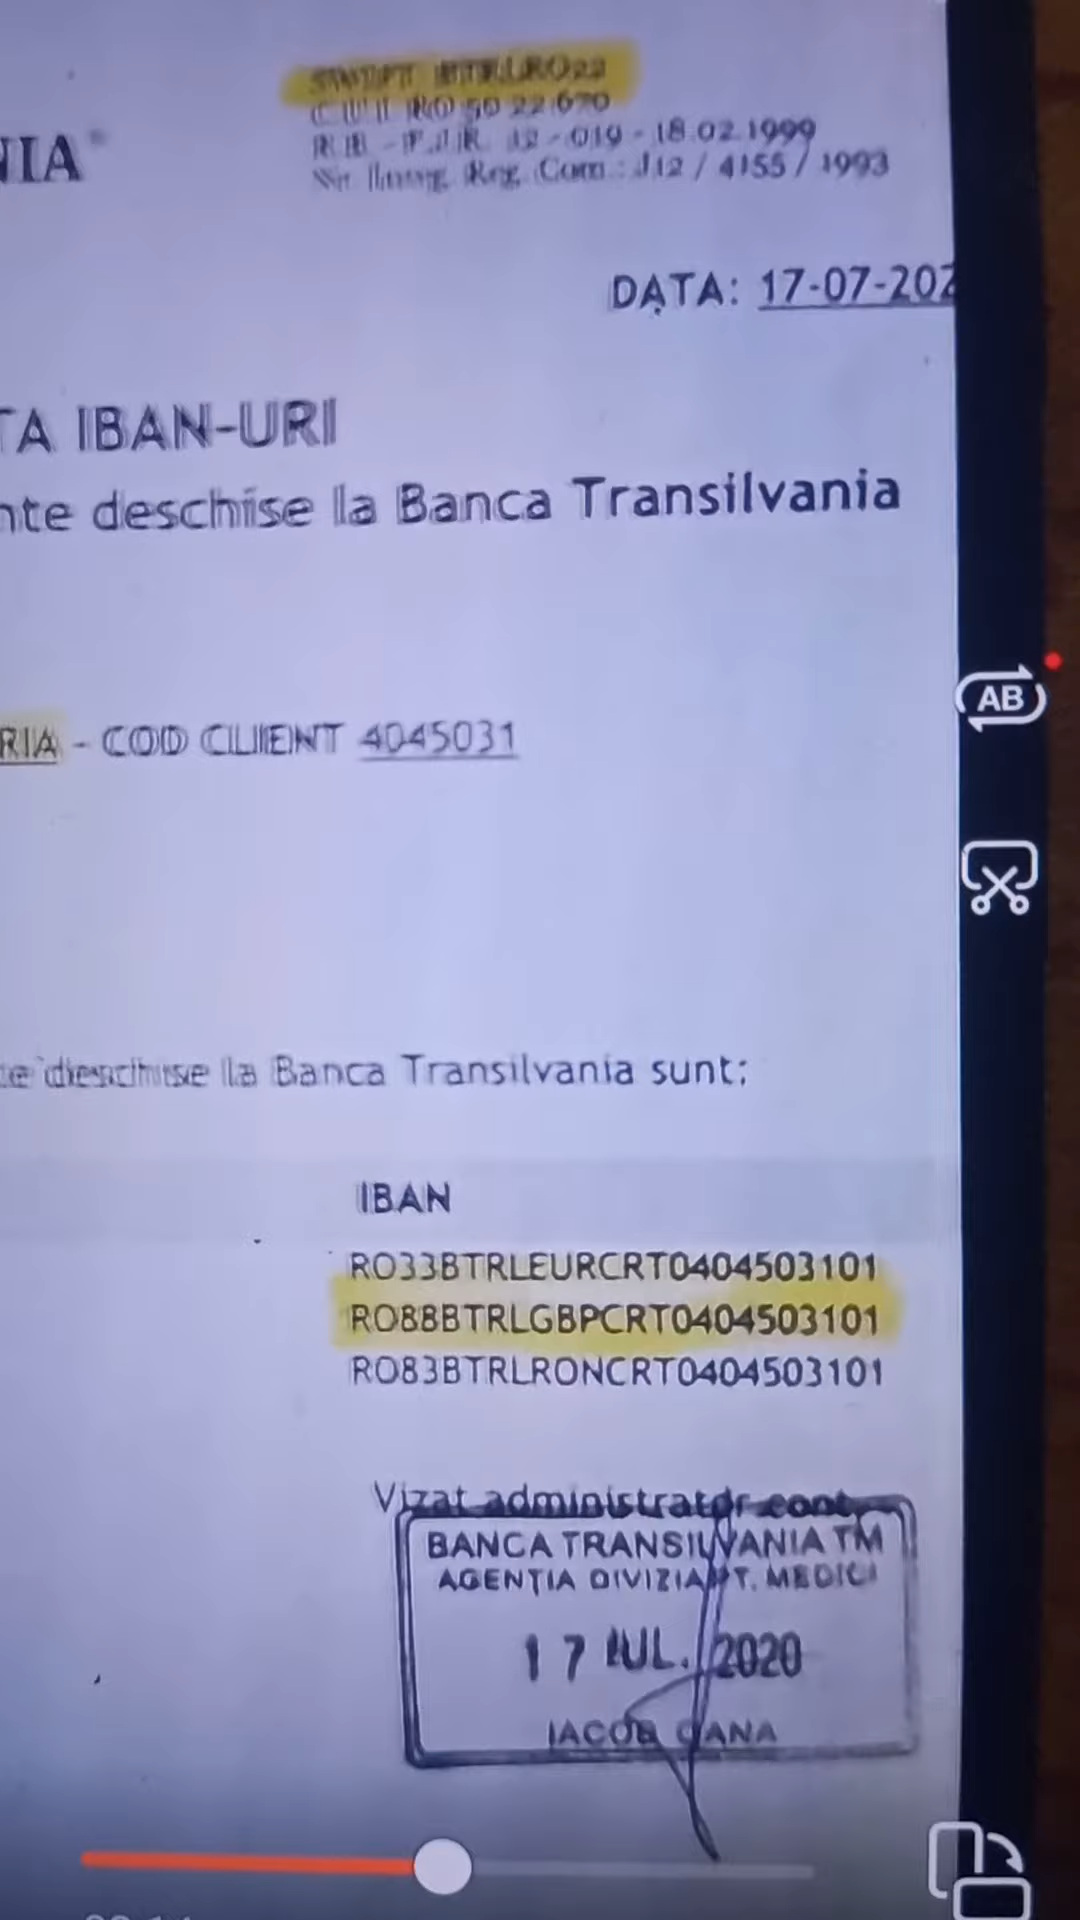 SWIFT BTRLRO22
CUI RO 50 22 670
NIA
RB - PJR 12 - 019 - 18.02.1999
Nr. Inmg. Reg. Com.: J12 / 4155 / 1993
DATA: 17-07-202
TA IBAN-URI
nte deschise la Banca Transilvania
RIA - COD CLIENT 4045031
te deschise la Banca Transilvania sunt:
IBAN
RO33BTRLEURCRT0404503101
RO88BTRLGBPCRT0404503101
RO83BTRLRONCRT0404503101
Vizat administrator cont,
BANCA TRANSILVANIA TM
AGENȚIA DIVIZIA PT. MEDICI
17 IUL. 2020
IACOB OANA
AB